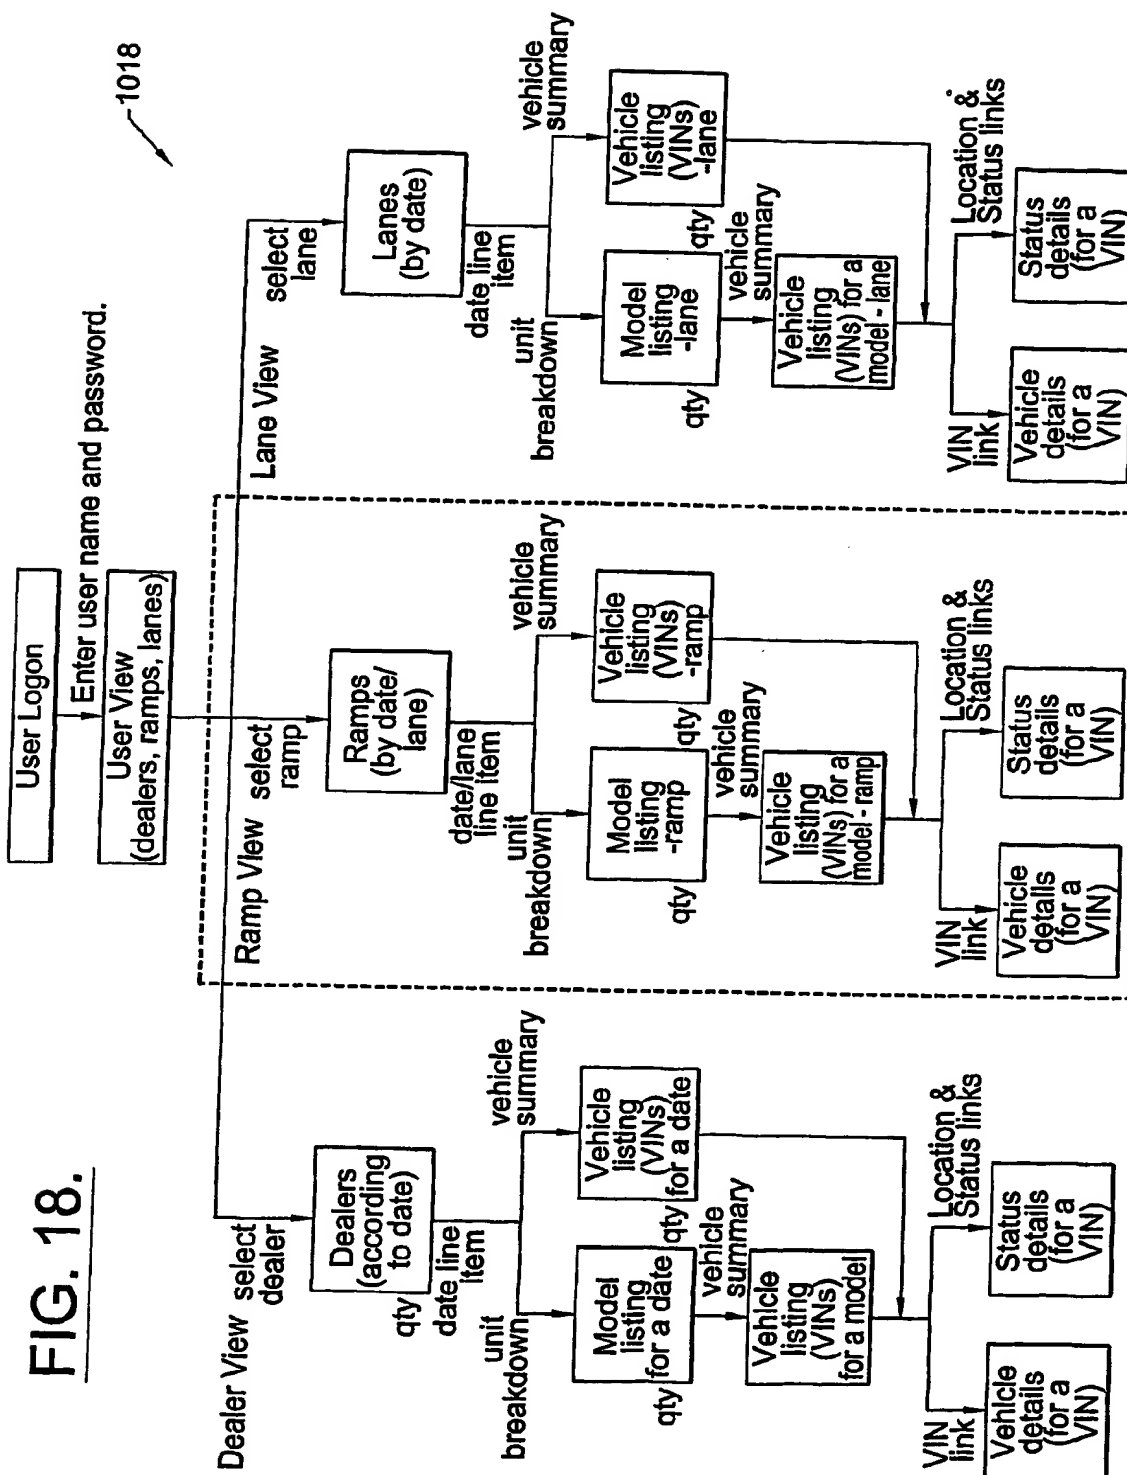 FIG. 18.
1018
User Logon
Enter user name and password.
User View
(dealers, ramps, lanes)
Dealer View
select
dealer
Dealers
(according
to date)
qty
date line
item
unit
breakdown
vehicle
summary
Model
listing
for a date
qty
Vehicle
listing
(VINs)
for a date
qty
vehicle
summary
Vehicle
listing
(VINs)
for a model
VIN
link
Location &
Status links
Vehicle
details
(for a
VIN)
Status
details
(for a
VIN)
Ramp View
select
ramp
Ramps
(by date/
lane)
date/lane
line item
unit
breakdown
vehicle
summary
Model
listing
-ramp
qty
Vehicle
listing
(VINs)
-ramp
qty
vehicle
summary
Vehicle
listing
(VINs) for a
model - ramp
VIN
link
Location &
Status links
Vehicle
details
(for a
VIN)
Status
details
(for a
VIN)
Lane View
select
lane
Lanes
(by date)
date line
item
unit
breakdown
vehicle
summary
Model
listing
-lane
qty
Vehicle
listing
(VINs)
-lane
qty
vehicle
summary
Vehicle
listing
(VINs) for a
model - lane
VIN
link
Location &
Status links
Vehicle
details
(for a
VIN)
Status
details
(for a
VIN)